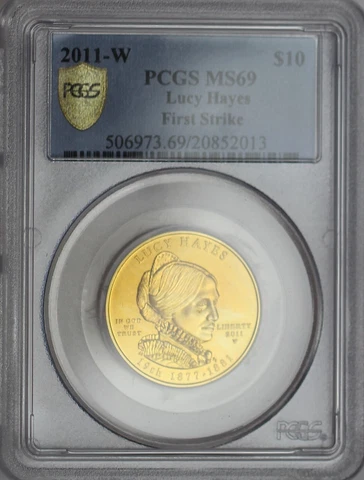 2011-W $10
PCGS
PCGS MS69
Lucy Hayes
First Strike
506973.69/20852013
LUCY HAYES
IN GOD
WE
TRUST
LIBERTY
2011
W
19th 1877-1881
PCGS